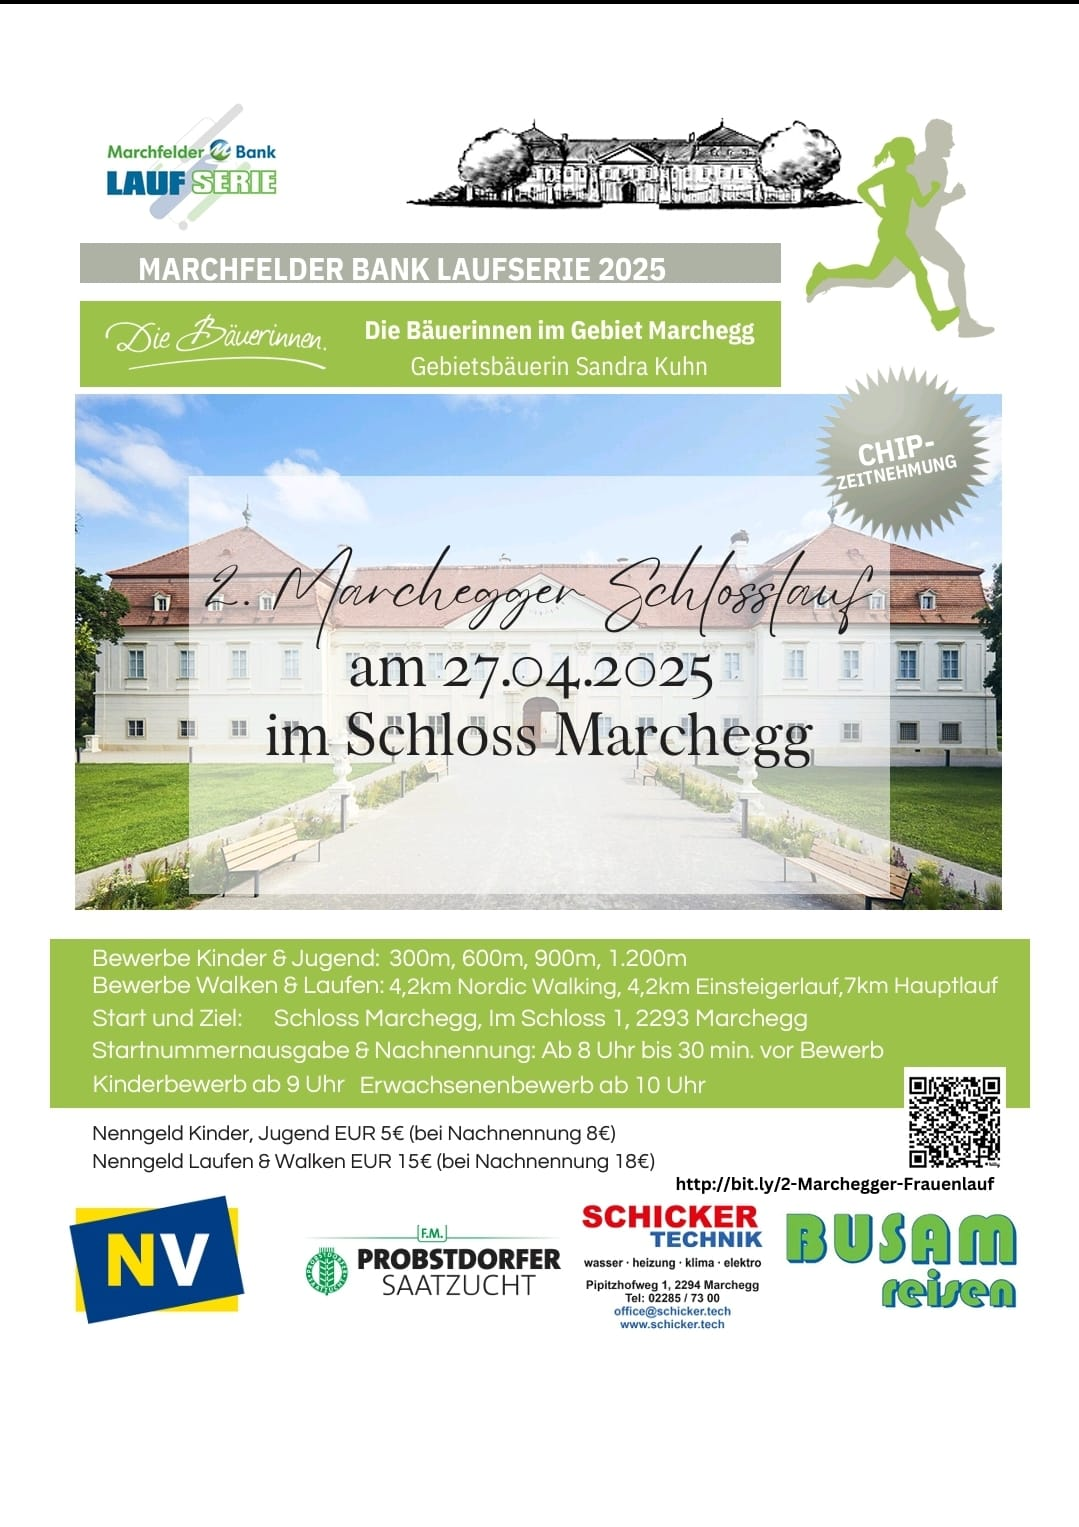 Marchfelder Bank
LAUF SERIE
MARCHFELDER BANK LAUFSERIE 2025
Die Bäuerinnen.
Die Bäuerinnen im Gebiet Marchegg
Gebietsbäuerin Sandra Kuhn
CHIP-
ZEITNEHMUNG
2. Marchegger Schlosslauf
am 27.04.2025
im Schloss Marchegg
Bewerbe Kinder & Jugend: 300m, 600m, 900m, 1.200m
Bewerbe Walken & Laufen: 4,2km Nordic Walking, 4,2km Einsteigerlauf,7km Hauptlauf
Start und Ziel: Schloss Marchegg, Im Schloss 1, 2293 Marchegg
Startnummernausgabe & Nachnennung: Ab 8 Uhr bis 30 min. vor Bewerb
Kinderbewerb ab 9 Uhr Erwachsenenbewerb ab 10 Uhr
Nenngeld Kinder, Jugend EUR 5€ (bei Nachnennung 8€)
Nenngeld Laufen & Walken EUR 15€ (bei Nachnennung 18€)
http://bit.ly/2-Marchegger-Frauenlauf
NV
F.M.
PROBSTDORFER
SAATZUCHT
PROBSTDORFER
SAATZUCHT
SCHICKER
TECHNIK
wasser · heizung · klima · elektro
Pipitzhofweg 1, 2294 Marchegg
Tel: 02285 / 73 00
office@schicker.tech
www.schicker.tech
BUSAM
reisen